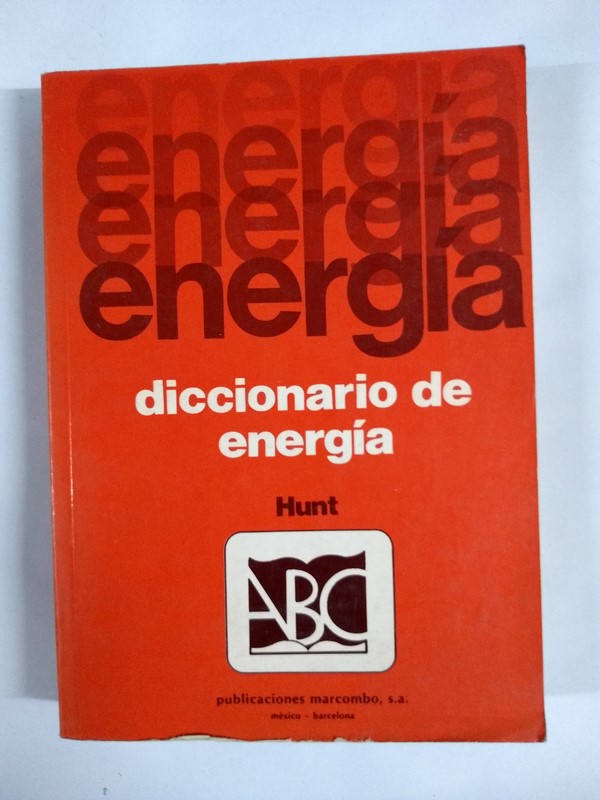 energía
energía
energía
energía
diccionario de
energía
Hunt
ABC
publicaciones marcombo, s.a.
méxico - barcelona